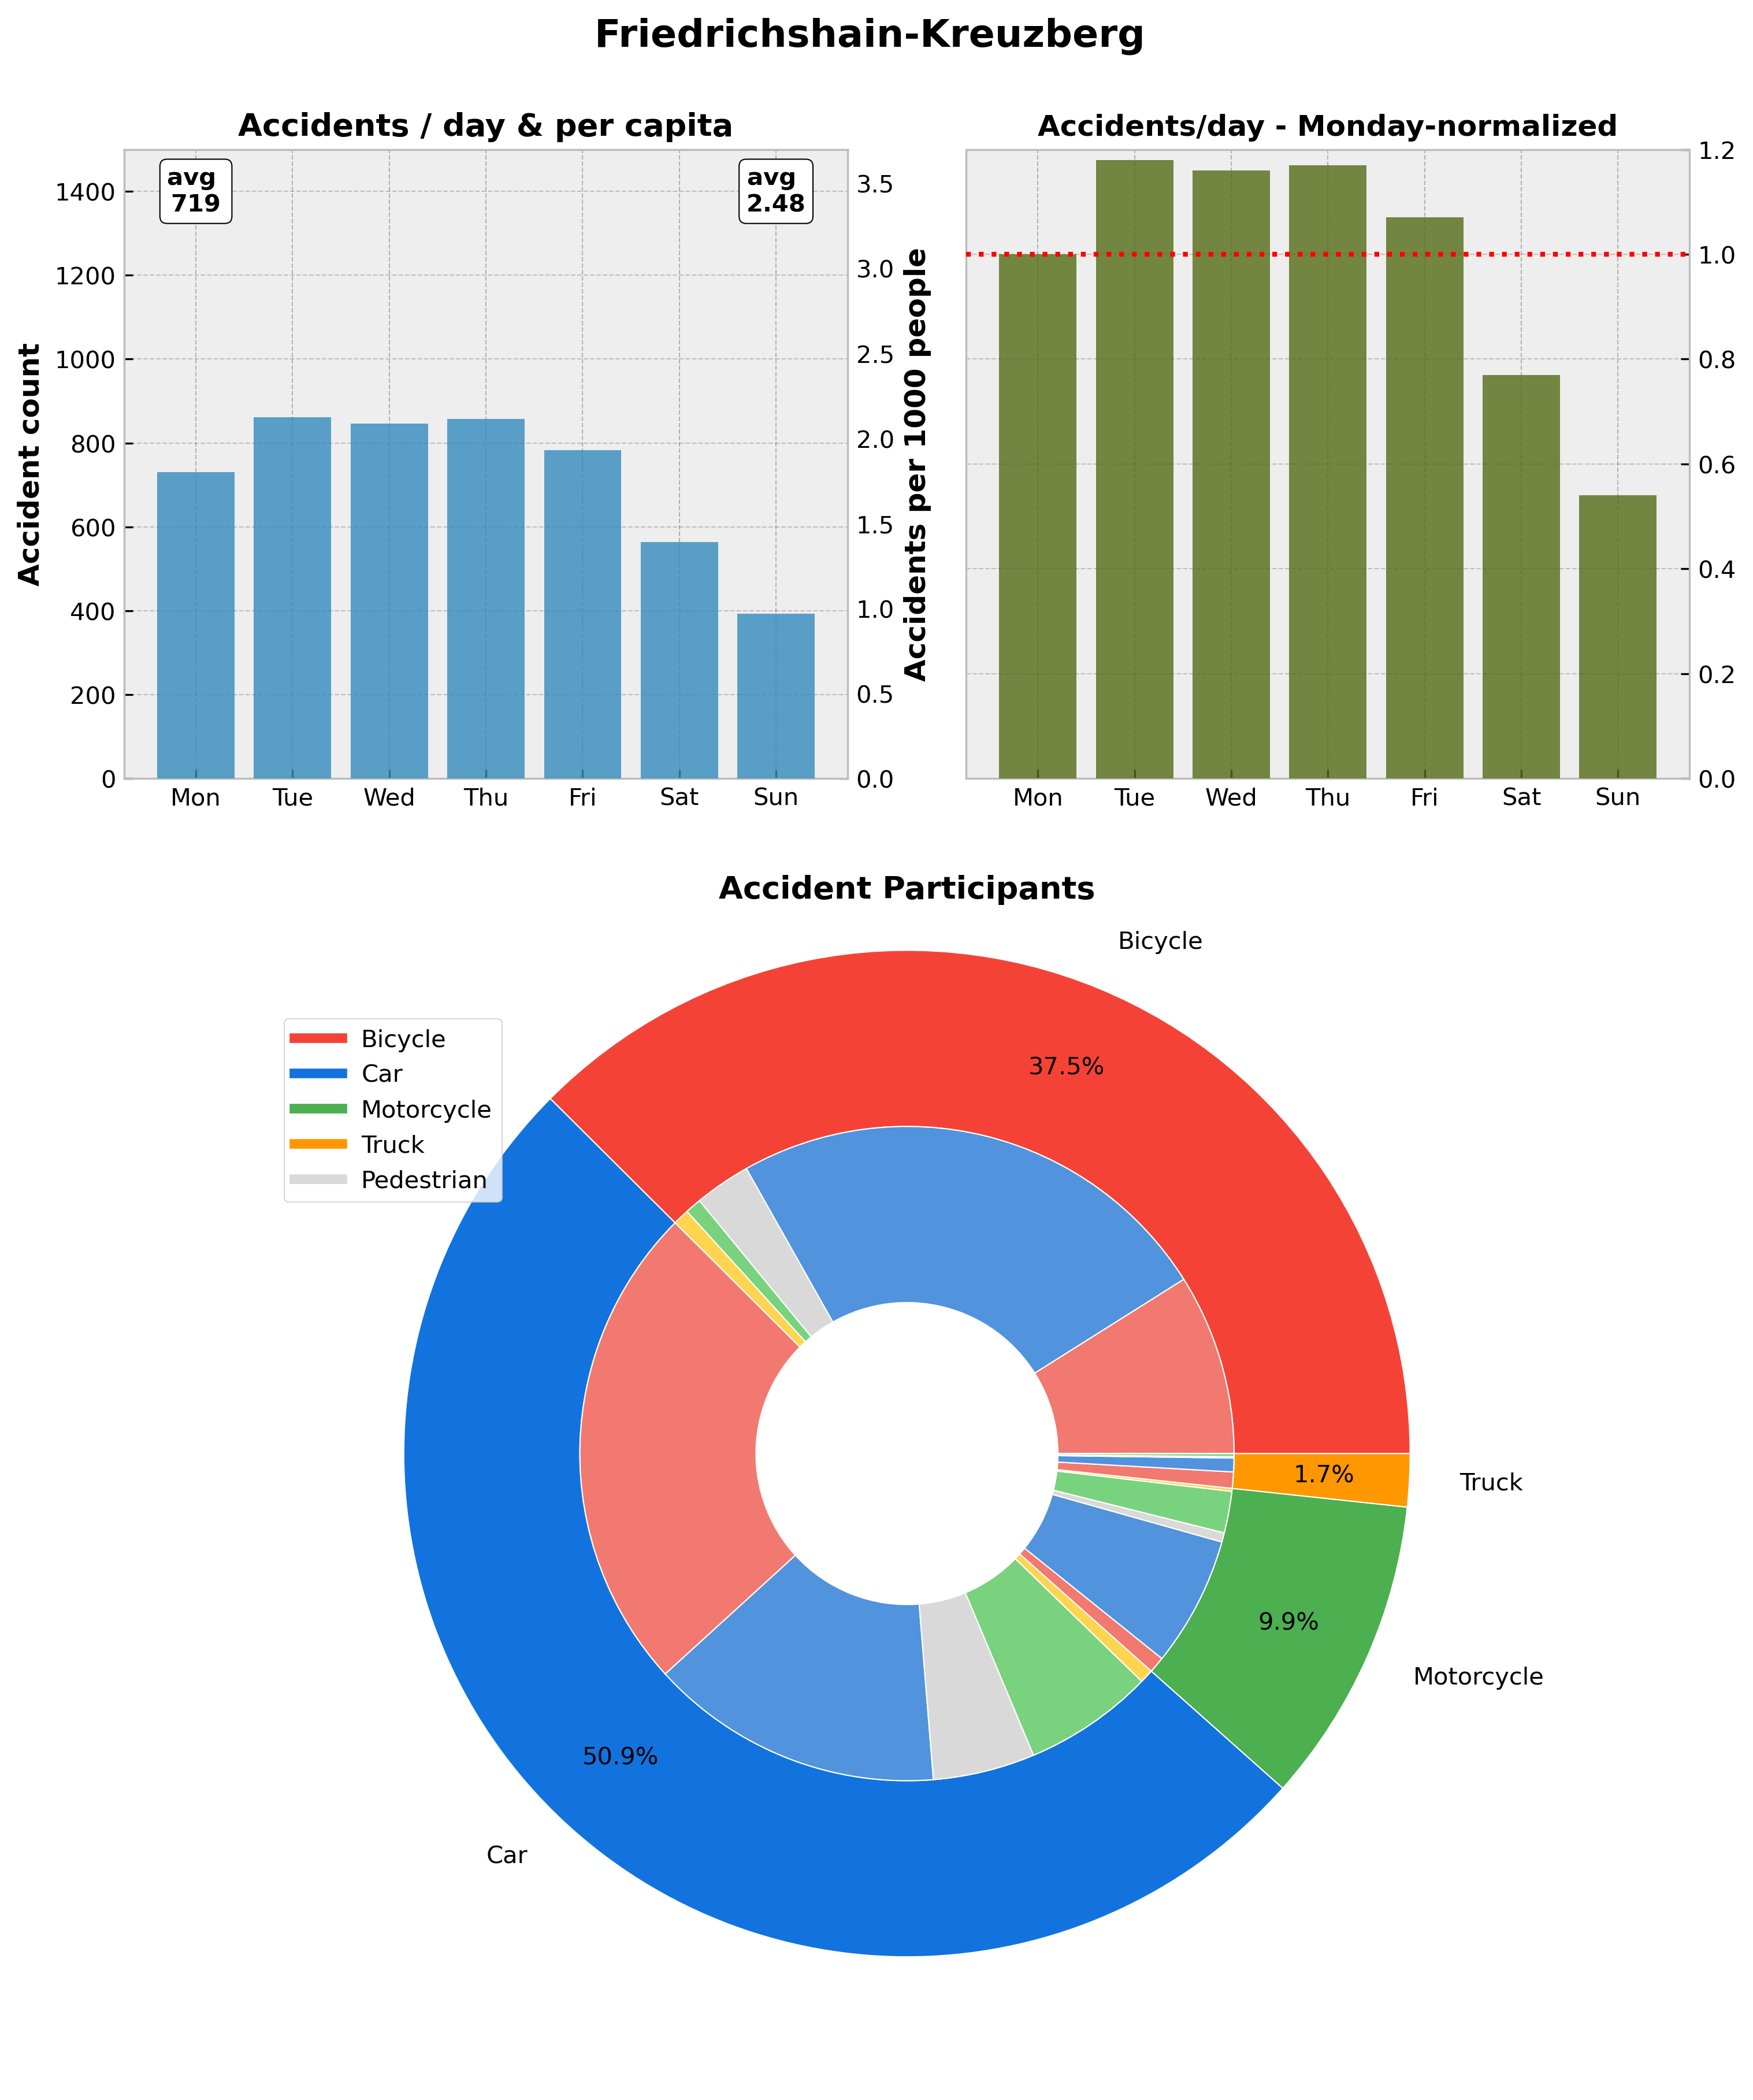 Friedrichshain-Kreuzberg
Accidents / day & per capita
avg
719
avg
2.48
Accident count
1400
1200
1000
800
600
400
200
0
3.5
3.0
2.5
2.0
1.5
1.0
0.5
0.0
Accidents per 1000 people
Mon Tue Wed Thu Fri Sat Sun
Accidents/day - Monday-normalized
1.2
1.0
0.8
0.6
0.4
0.2
0.0
Mon Tue Wed Thu Fri Sat Sun
Accident Participants
Bicycle
Car
Motorcycle
Truck
Pedestrian
Bicycle
37.5%
1.7%
Truck
9.9%
Motorcycle
50.9%
Car